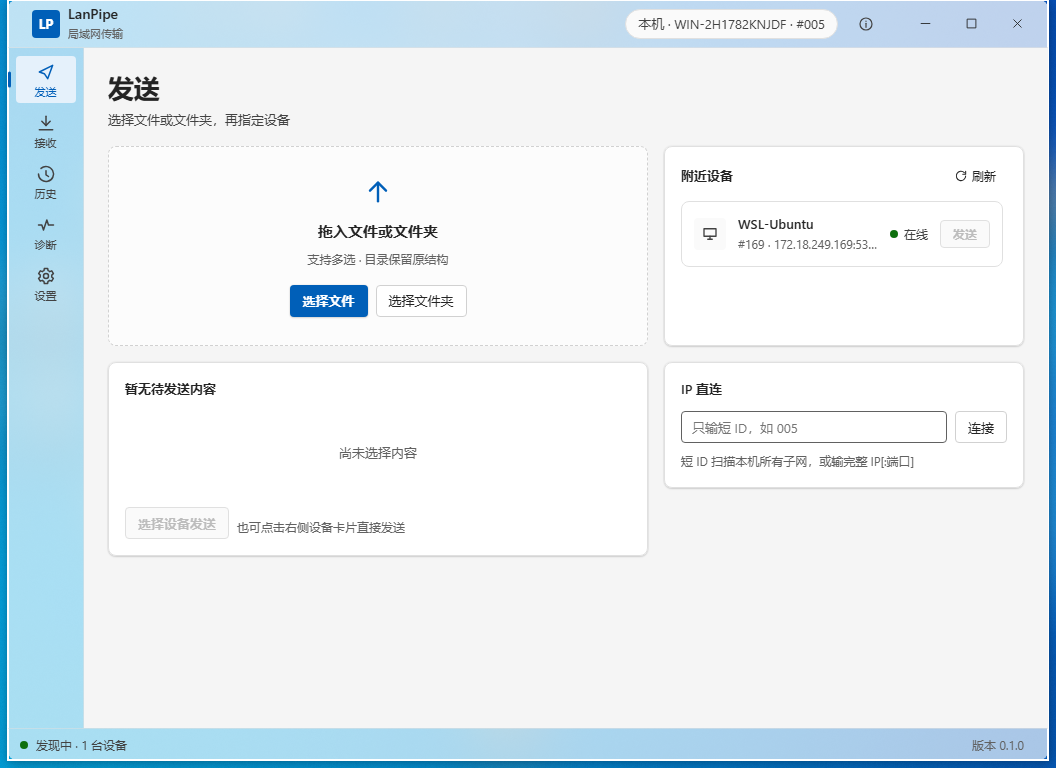 LP
LanPipe
局域网传输
本机 · WIN-2H1782KNJDF · #005
发送
接收
历史
诊断
设置
发送
选择文件或文件夹，再指定设备
拖入文件或文件夹
支持多选 · 目录保留原结构
选择文件
选择文件夹
附近设备
刷新
WSL-Ubuntu
#169 · 172.18.249.169:53...
在线
发送
暂无待发送内容
尚未选择内容
选择设备发送
也可点击右侧设备卡片直接发送
IP 直连
只输短 ID，如 005
连接
短 ID 扫描本机所有子网，或输完整 IP[:端口]
发现中 · 1 台设备
版本 0.1.0